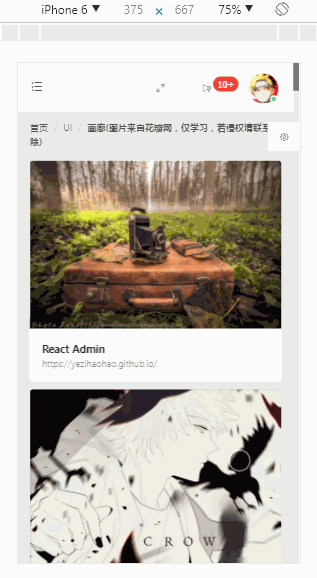 iPhone 6 ▼ 375 × 667 75% ▼
10+
首页 / UI / 画廊(图片来自花瓣网，仅学习，若侵权请联系
除)
React Admin
https://yezihaohao.github.io/
CROW